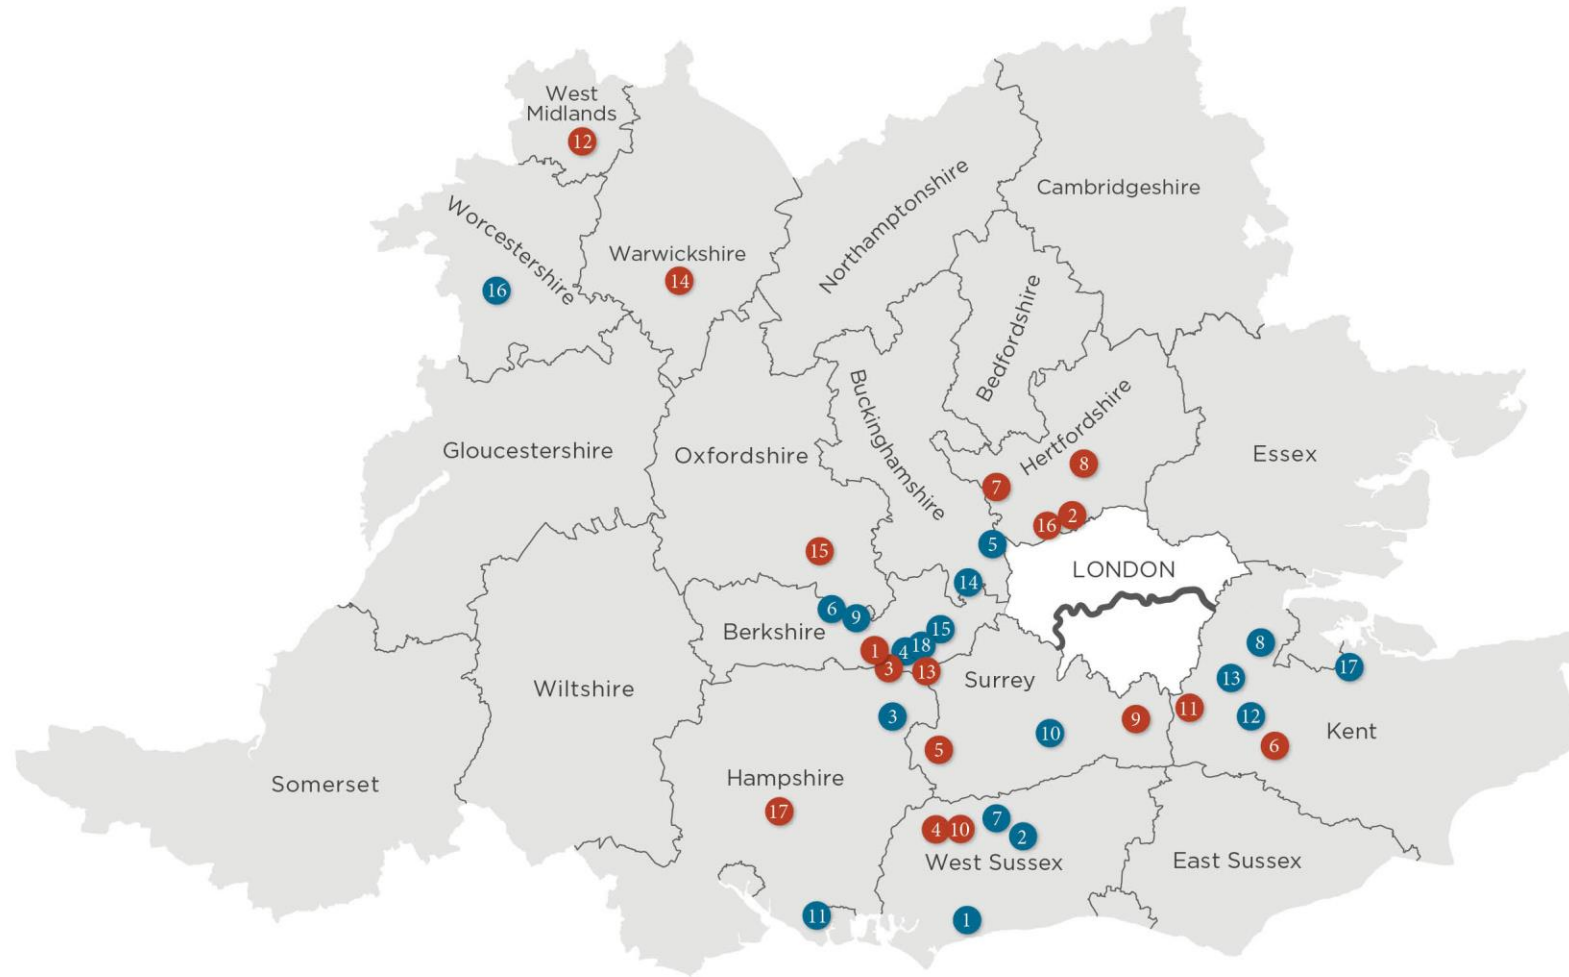 West
Midlands
12
Worcestershire
16
Warwickshire
14
Northamptonshire
Cambridgeshire
Bedfordshire
Buckinghamshire
Hertfordshire
8
7
2
16
5
14
Gloucestershire
Oxfordshire
15
Essex
LONDON
Berkshire
6
9
15
18
4
1
3
13
Wiltshire
Surrey
8
17
13
12
11
6
Kent
9
10
3
5
Somerset
Hampshire
17
4
10
7
2
West Sussex
East Sussex
11
1